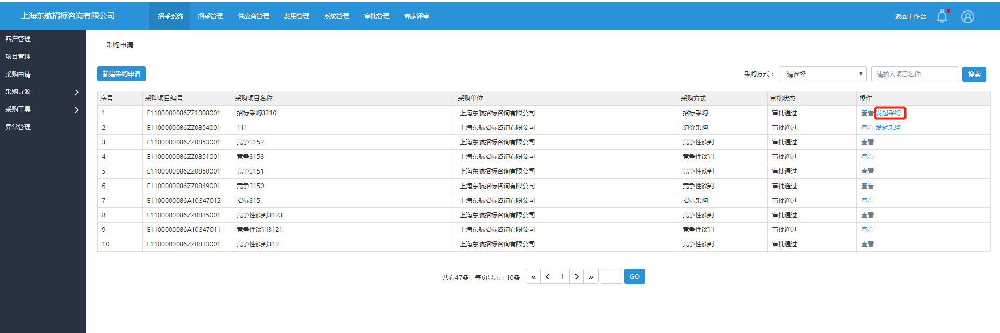 上海东航招标咨询有限公司 招采系统 招采管理 供应商管理 费用管理 系统管理 审批管理 专家评审 返回工作台
客户管理
项目管理
采购申请
采购寻源
采购工具
异常管理
采购申请
新建采购申请 采购方式： 请选择 请输入项目名称 搜索
序号 采购项目编号 采购项目名称 采购单位 采购方式 审批状态 操作
1 E1100000086ZZ1008001 招标采购3210 上海东航招标咨询有限公司 招标采购 审批通过 查看 发起采购
2 E1100000086ZZ0854001 111 上海东航招标咨询有限公司 询价采购 审批通过 查看 发起采购
3 E1100000086ZZ0853001 竞争3152 上海东航招标咨询有限公司 竞争性谈判 审批通过 查看
4 E1100000086ZZ0851001 竞争3153 上海东航招标咨询有限公司 竞争性谈判 审批通过 查看
5 E1100000086ZZ0850001 竞争3151 上海东航招标咨询有限公司 竞争性谈判 审批通过 查看
6 E1100000086ZZ0849001 竞争3150 上海东航招标咨询有限公司 竞争性谈判 审批通过 查看
7 E1100000086A10347012 招标315 上海东航招标咨询有限公司 招标采购 审批通过 查看
8 E1100000086ZZ0835001 竞争性谈判3123 上海东航招标咨询有限公司 竞争性谈判 审批通过 查看
9 E1100000086A10347011 竞争性谈判3121 上海东航招标咨询有限公司 竞争性谈判 审批通过 查看
10 E1100000086ZZ0833001 竞争性谈判312 上海东航招标咨询有限公司 竞争性谈判 审批通过 查看
共有47条，每页显示：10条 « 1 » GO